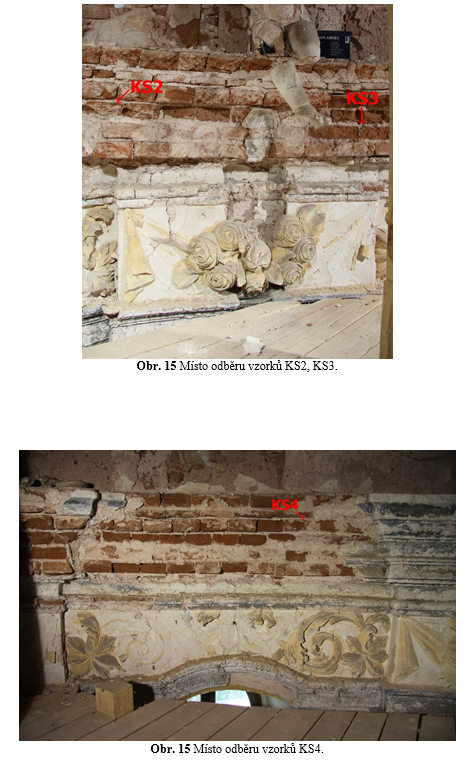 KS2
KS3
Obr. 15 Místo odběru vzorků KS2, KS3.
KS4
Obr. 15 Místo odběru vzorků KS4.